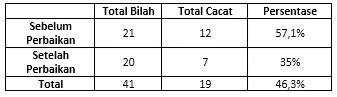 Total Bilah Total Cacat Persentase
Sebelum
Perbaikan 21 12 57,1%
Setelah
Perbaikan 20 7 35%
Total 41 19 46,3%